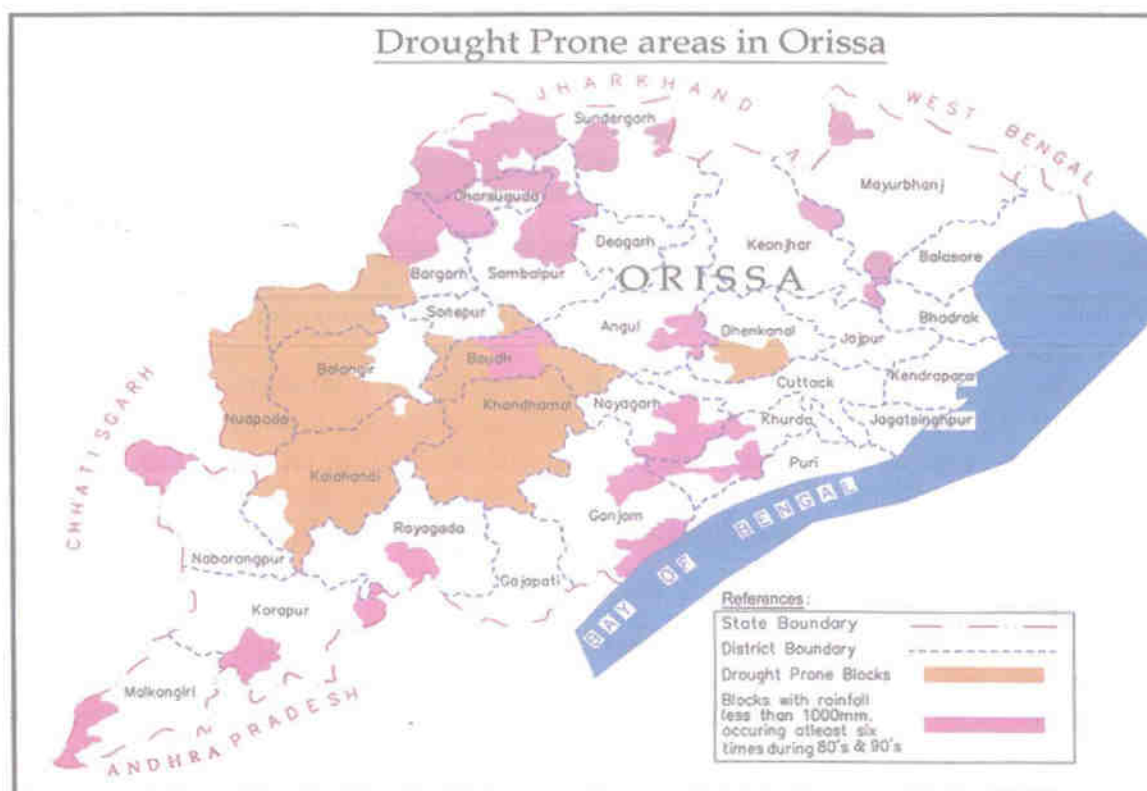 Drought Prone areas in Orissa
JHARKHAND
WEST BENGAL
Sundergarh
Mayurbhanj
Jharsuguda
Deogarh
Keonjhar
Balasore
Bargarh
Sambalpur
ORISSA
Sonepur
Bhadrak
Angul
Dhenkanal
Jajpur
Boudh
Balangir
Kendrapara
Cuttack
Khandhamal
Nayagarh
Nuapada
Khurda
Jagatsinghpur
CHHATISGARH
Kalahandi
Puri
Ganjam
Rayagada
Nabarangpur
Gajapati
BAY OF BENGAL
Koraput
Malkangiri
ANDHRA PRADESH
References:
State Boundary
District Boundary
Drought Prone Blocks
Blocks with rainfall
less than 1000mm.
occuring atleast six
times during 80's & 90's